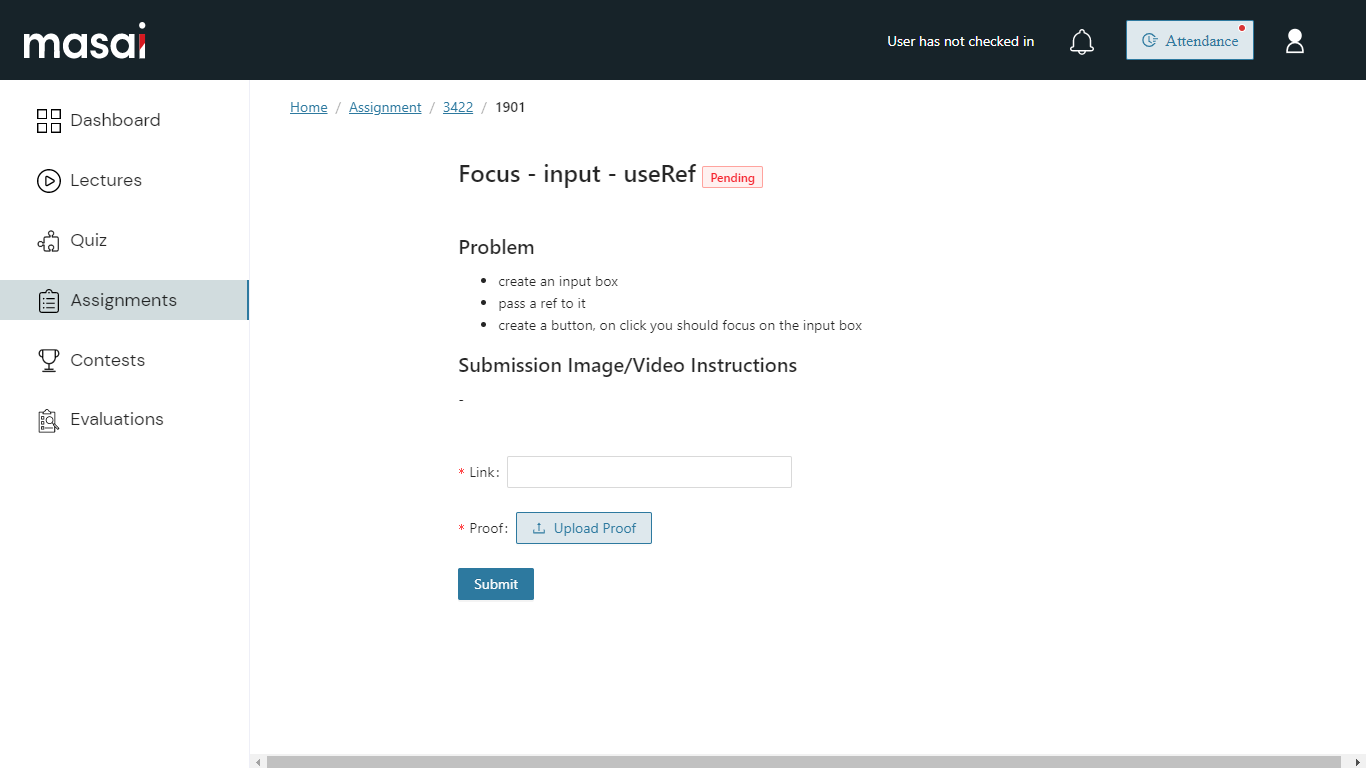 masai
User has not checked in
Attendance
Dashboard
Lectures
Quiz
Assignments
Contests
Evaluations
Home / Assignment / 3422 / 1901
Focus - input - useRef Pending
Problem
• create an input box
• pass a ref to it
• create a button, on click you should focus on the input box
Submission Image/Video Instructions
-
* Link:
* Proof: Upload Proof
Submit